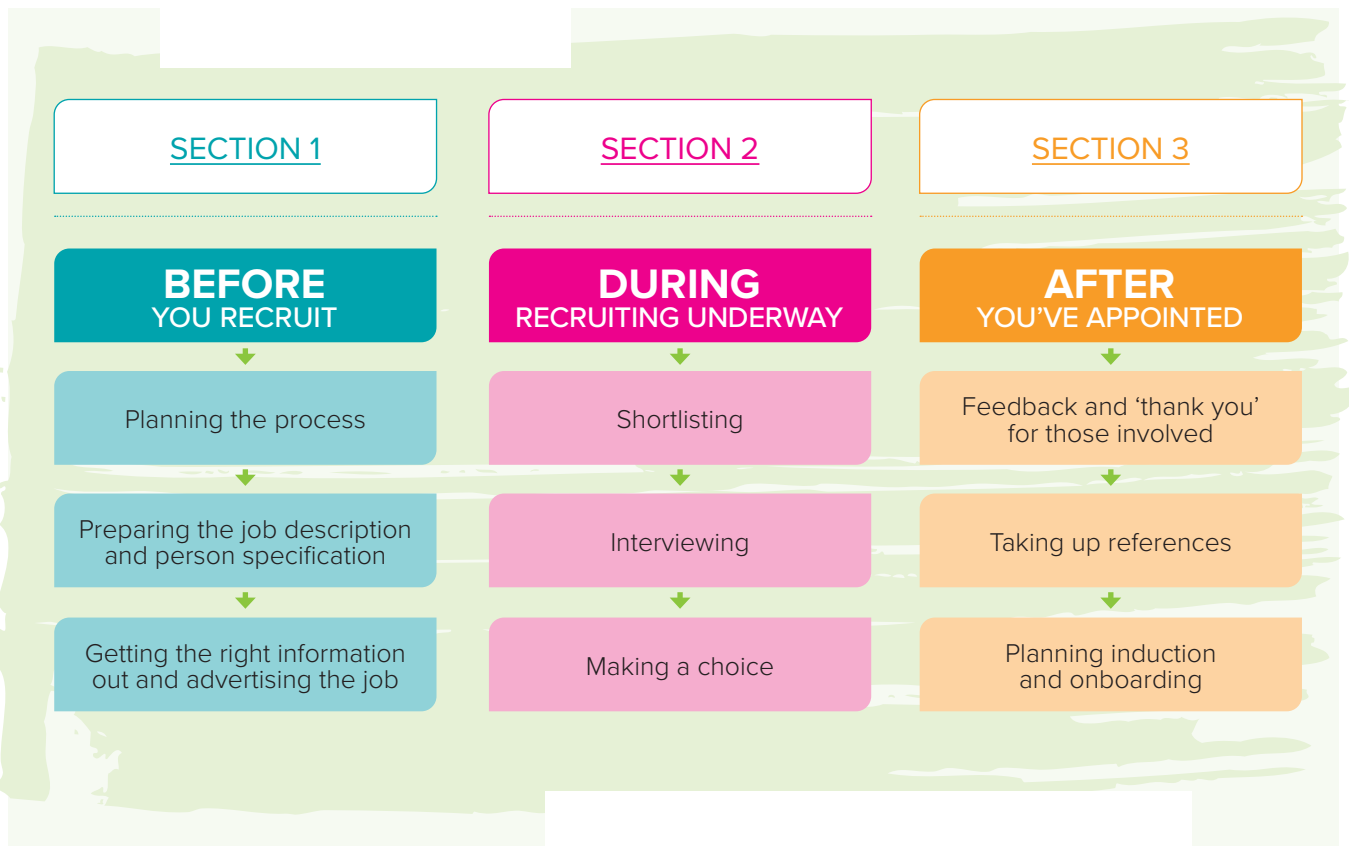 SECTION 1
BEFORE
YOU RECRUIT
Planning the process
Preparing the job description
and person specification
Getting the right information
out and advertising the job
SECTION 2
DURING
RECRUITING UNDERWAY
Shortlisting
Interviewing
Making a choice
SECTION 3
AFTER
YOU’VE APPOINTED
Feedback and ‘thank you’
for those involved
Taking up references
Planning induction
and onboarding